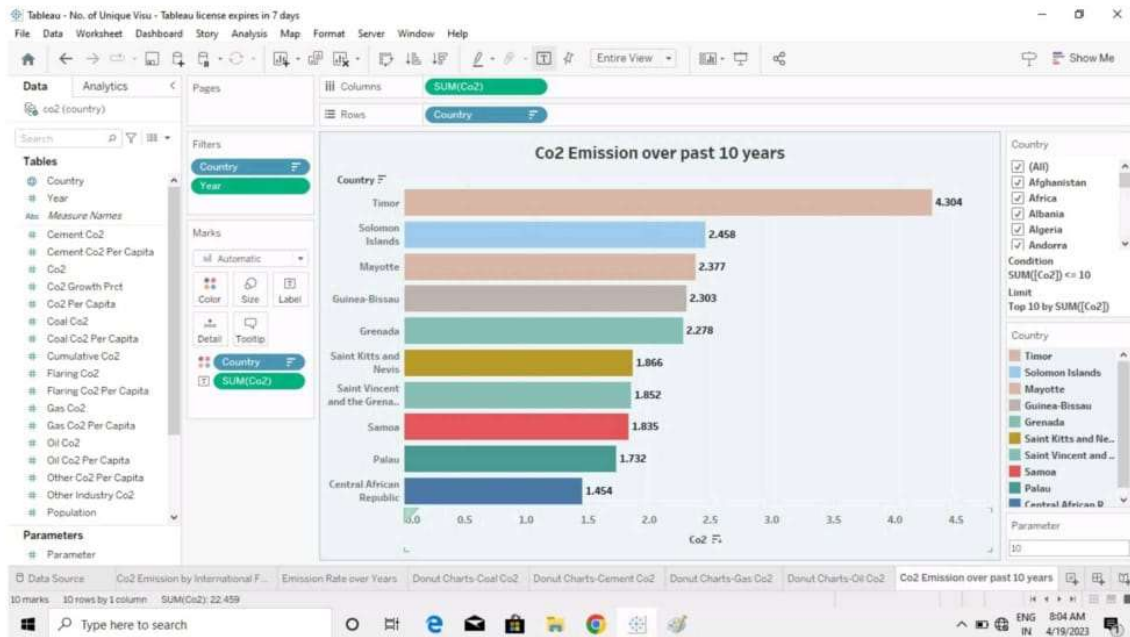 Tableau - No. of Unique Visu - Tableau license expires in 7 days
File Data Worksheet Dashboard Story Analysis Map Format Server Window Help
Entire View
Show Me
Data Analytics
co2 (country)
Search
Tables
Country
Year
Abc Measure Names
Cement Co2
Cement Co2 Per Capita
Co2
Co2 Growth Prct
Co2 Per Capita
Coal Co2
Coal Co2 Per Capita
Cumulative Co2
Flaring Co2
Flaring Co2 Per Capita
Gas Co2
Gas Co2 Per Capita
Oil Co2
Oil Co2 Per Capita
Other Co2 Per Capita
Other Industry Co2
Population
Parameters
Parameter
Pages
Filters
Country
Year
Marks
Automatic
Color Size Label
Detail Tooltip
Country
SUM(Co2)
Columns SUM(Co2)
Rows Country
Co2 Emission over past 10 years
Country
Timor 4.304
Solomon Islands 2.458
Mayotte 2.377
Guinea-Bissau 2.303
Grenada 2.278
Saint Kitts and Nevis 1.866
Saint Vincent and the Grena.. 1.852
Samoa 1.835
Palau 1.732
Central African Republic 1.454
0.0 0.5 1.0 1.5 2.0 2.5 3.0 3.5 4.0 4.5
Co2
Country
(All)
Afghanistan
Africa
Albania
Algeria
Andorra
Condition
SUM([Co2]) <= 10
Limit
Top 10 by SUM([Co2])
Country
Timor
Solomon Islands
Mayotte
Guinea-Bissau
Grenada
Saint Kitts and Ne..
Saint Vincent and ..
Samoa
Palau
Central African R..
Parameter
10
Data Source Co2 Emission by International F... Emission Rate over Years Donut Charts-Coal Co2 Donut Charts-Cement Co2 Donut Charts-Gas Co2 Donut Charts-Oil Co2 Co2 Emission over past 10 years
10 marks 10 rows by 1 column SUM(Co2): 22.459
Type here to search
ENG 8:04 AM
IN 4/19/2023